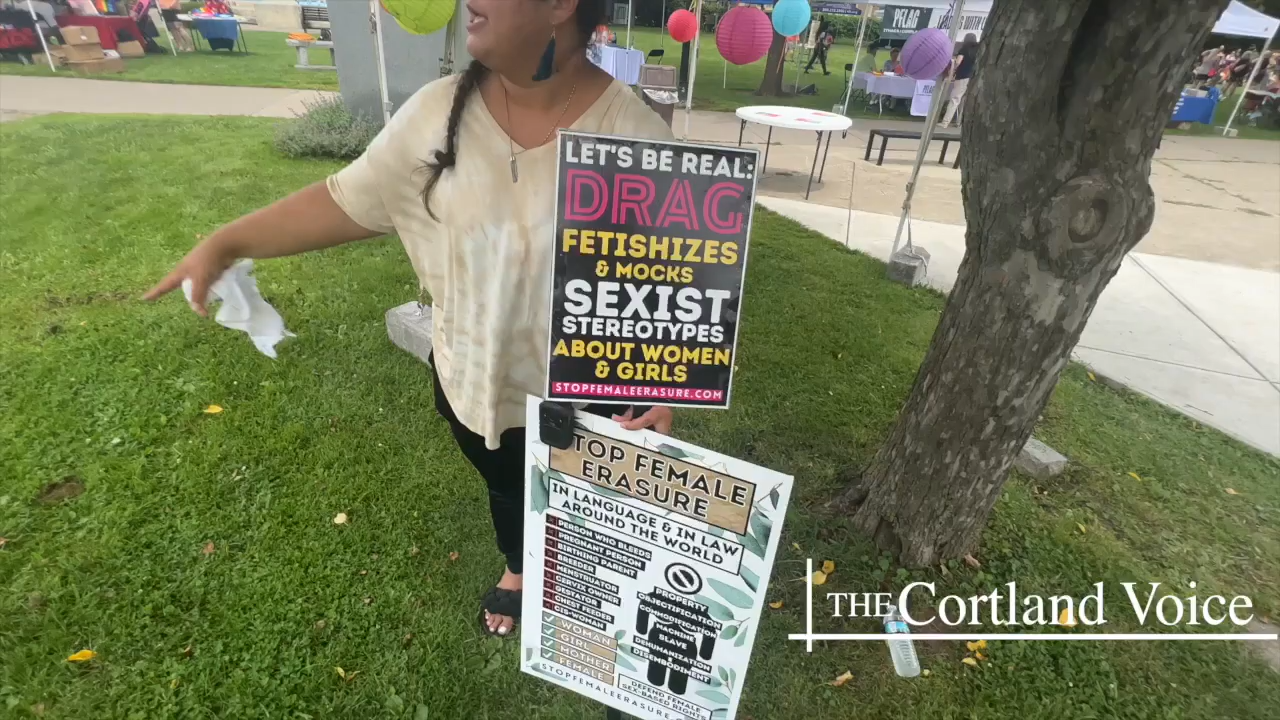 PFLAG
LET'S BE REAL:
DRAG
FETISHIZES
& MOCKS
SEXIST
STEREOTYPES
ABOUT WOMEN
& GIRLS
STOPFEMALEERASURE.COM
TOP FEMALE
ERASURE
IN LANGUAGE & IN LAW
AROUND THE WORLD
PERSON WHO BLEEDS
PREGNANT PERSON
BIRTHING PARENT
BREEDER
MENSTRUATOR
CERVIX OWNER
GESTATOR
CHEST FEEDER
CIS WOMAN
WOMAN
GIRL
MOTHER
FEMALE
PROPERTY
OBJECTIFICATION
COMMODIFICATION
MACHINE
SLAVE
DEHUMANIZATION
&
DISEMBODIMENT
DEFEND FEMALE
SEX-BASED RIGHTS
STOPFEMALEERASURE.
THE Cortland Voice